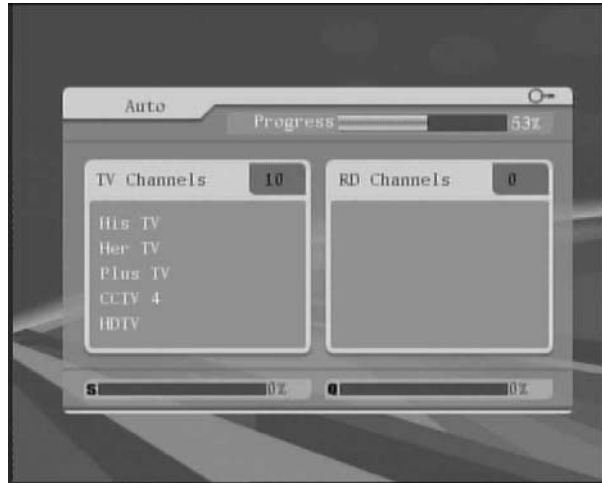 Auto
Progress 53%
TV Channels 10
RD Channels 0
His TV
Her TV
Plus TV
CCTV 4
HDTV
S 0%
Q 0%